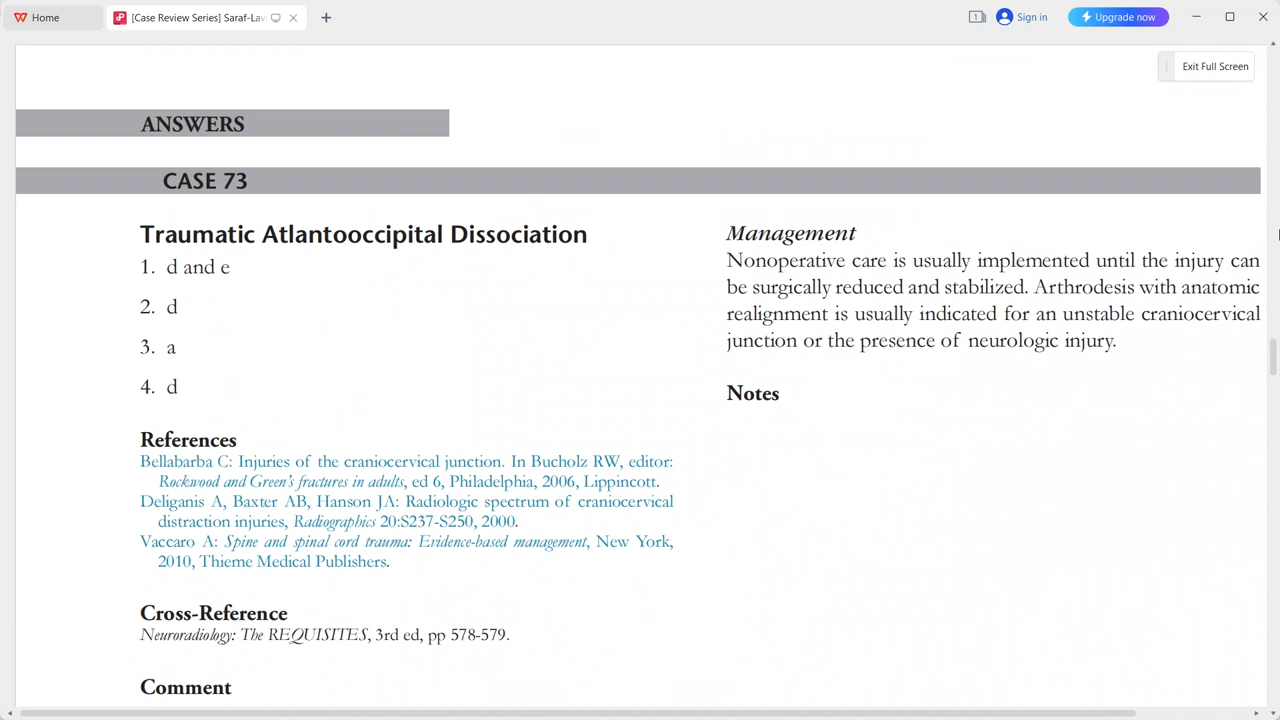 Home
[Case Review Series] Saraf-Lav
Sign in
Upgrade now
Exit Full Screen
ANSWERS
CASE 73
Traumatic Atlantooccipital Dissociation
1. d and e
2. d
3. a
4. d
References
Bellabarba C: Injuries of the craniocervical junction. In Bucholz RW, editor:
Rockwood and Green's fractures in adults, ed 6, Philadelphia, 2006, Lippincott.
Deliganis A, Baxter AB, Hanson JA: Radiologic spectrum of craniocervical
distraction injuries, Radiographics 20:S237-S250, 2000.
Vaccaro A: Spine and spinal cord trauma: Evidence-based management, New York,
2010, Thieme Medical Publishers.
Cross-Reference
Neuroradiology: The REQUISITES, 3rd ed, pp 578-579.
Comment
Management
Nonoperative care is usually implemented until the injury can
be surgically reduced and stabilized. Arthrodesis with anatomic
realignment is usually indicated for an unstable craniocervical
junction or the presence of neurologic injury.
Notes